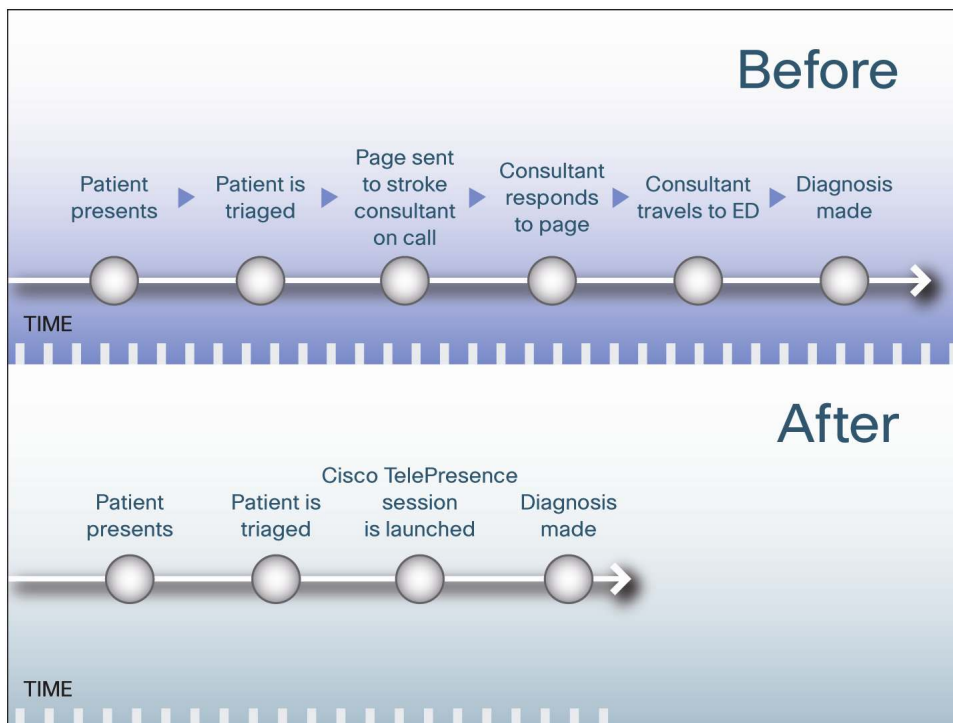 Before
Patient
presents
Patient is
triaged
Page sent
to stroke
consultant
on call
Consultant
responds
to page
Consultant
travels to ED
Diagnosis
made
TIME
After
Patient
presents
Patient is
triaged
Cisco TelePresence
session
is launched
Diagnosis
made
TIME